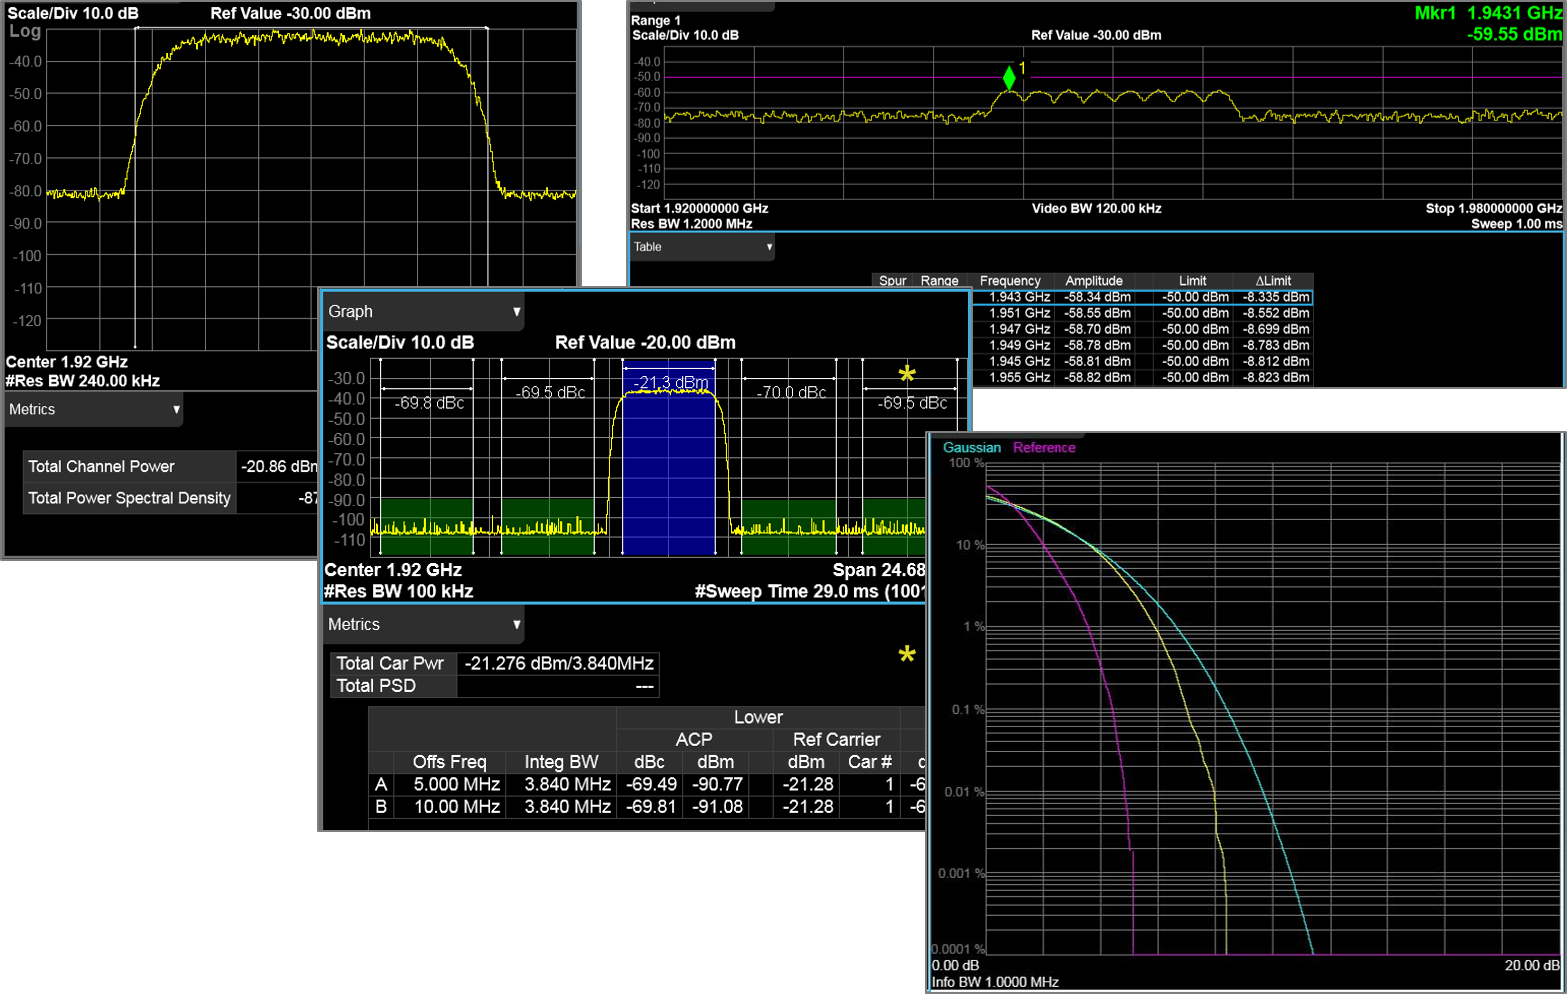 Scale/Div 10.0 dB Ref Value -30.00 dBm
Log
-40.0
-50.0
-60.0
-70.0
-80.0
-90.0
-100
-110
-120
Center 1.92 GHz
#Res BW 240.00 kHz
Metrics
Total Channel Power -20.86 dBm
Total Power Spectral Density -87
Range 1
Scale/Div 10.0 dB Ref Value -30.00 dBm
Mkr1 1.9431 GHz
-59.55 dBm
1
-40.0
-50.0
-60.0
-70.0
-80.0
-90.0
-100
-110
-120
Start 1.920000000 GHz Video BW 120.00 kHz Stop 1.980000000 GHz
Res BW 1.2000 MHz Sweep 1.00 ms
Table
Spur Range Frequency Amplitude Limit ΔLimit
1.943 GHz -58.34 dBm -50.00 dBm -8.335 dBm
1.951 GHz -58.55 dBm -50.00 dBm -8.552 dBm
1.947 GHz -58.70 dBm -50.00 dBm -8.699 dBm
1.949 GHz -58.78 dBm -50.00 dBm -8.783 dBm
1.945 GHz -58.81 dBm -50.00 dBm -8.812 dBm
1.955 GHz -58.82 dBm -50.00 dBm -8.823 dBm
Graph
Scale/Div 10.0 dB Ref Value -20.00 dBm
-30.0
-40.0
-50.0
-60.0
-70.0
-80.0
-90.0
-100
-110
-69.8 dBc -69.5 dBc -21.3 dBm -70.0 dBc -69.5 dBc
*
Center 1.92 GHz Span 24.68
#Res BW 100 kHz #Sweep Time 29.0 ms (1001
Metrics
*
Total Car Pwr -21.276 dBm/3.840MHz
Total PSD ---
Lower
ACP Ref Carrier
Offs Freq Integ BW dBc dBm dBm Car #
A 5.000 MHz 3.840 MHz -69.49 -90.77 -21.28 1 -6
B 10.00 MHz 3.840 MHz -69.81 -91.08 -21.28 1 -6
Gaussian Reference
100 %
10 %
1 %
0.1 %
0.01 %
0.001 %
0.0001 %
0.00 dB 20.00 dB
Info BW 1.0000 MHz